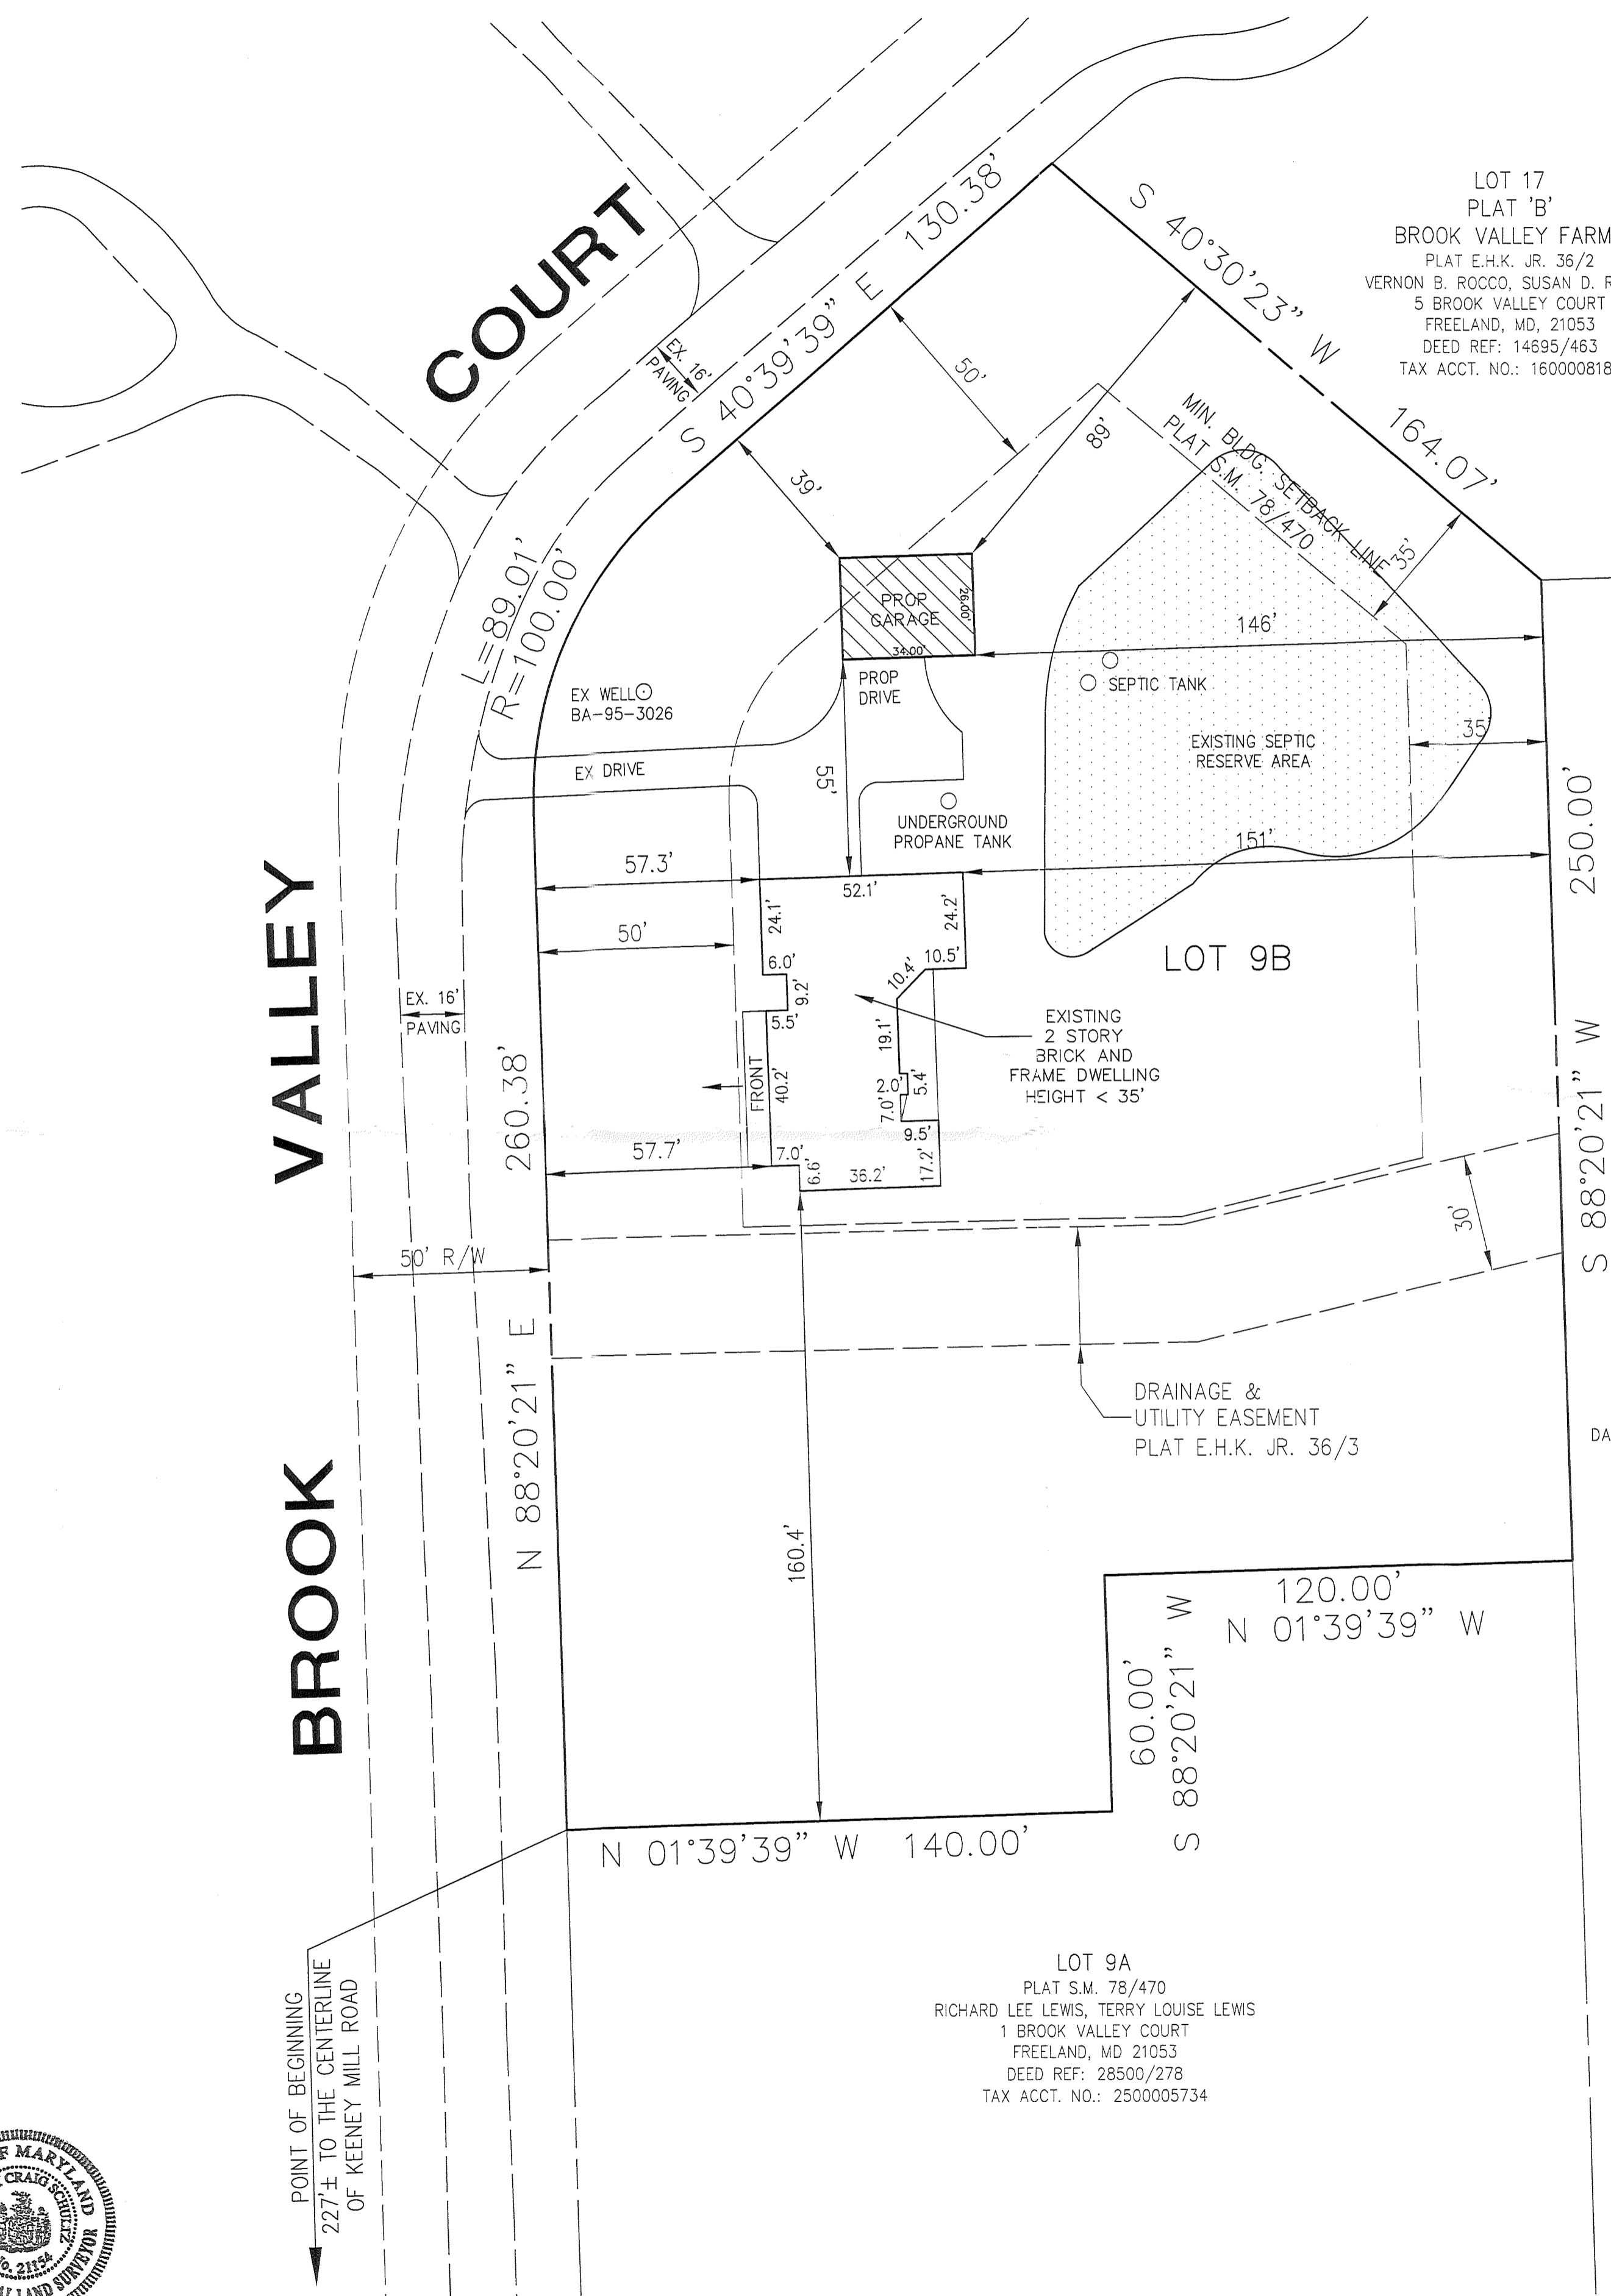 LOT 17
PLAT 'B'
BROOK VALLEY FARM
PLAT E.H.K. JR. 36/2
VERNON B. ROCCO, SUSAN D. R
5 BROOK VALLEY COURT
FREELAND, MD, 21053
DEED REF: 14695/463
TAX ACCT. NO.: 160000818
BROOK VALLEY COURT
S 40°39'39" E 130.38'
S 40°30'23" W 164.07'
EX. 16'
PAVING
50'
89'
39'
MIN. BLDG. SETBACK LINE
PLAT S.M. 78/470
35'
L=89.01'
R=100.00'
PROP
GARAGE
26.00'
34.00'
146'
EX WELL
BA-95-3026
PROP
DRIVE
SEPTIC TANK
EX DRIVE
55'
EXISTING SEPTIC
RESERVE AREA
35'
UNDERGROUND
PROPANE TANK
151'
250.00'
S 88°20'21" W
57.3'
52.1'
24.1'
24.2'
50'
6.0'
9.2'
10.4'
10.5'
LOT 9B
EX. 16'
PAVING
5.5'
EXISTING
2 STORY
BRICK AND
FRAME DWELLING
HEIGHT < 35'
19.1'
FRONT
40.2'
2.0'
5.4'
7.0'
9.5'
260.38'
N 88°20'21" E
57.7'
7.0'
6.6'
36.2'
17.2'
30'
50' R/W
DRAINAGE &
UTILITY EASEMENT
PLAT E.H.K. JR. 36/3
DA
160.4'
120.00'
N 01°39'39" W
60.00'
S 88°20'21" W
N 01°39'39" W 140.00'
POINT OF BEGINNING
227'± TO THE CENTERLINE
OF KEENEY MILL ROAD
LOT 9A
PLAT S.M. 78/470
RICHARD LEE LEWIS, TERRY LOUISE LEWIS
1 BROOK VALLEY COURT
FREELAND, MD 21053
DEED REF: 28500/278
TAX ACCT. NO.: 2500005734
F MARYLAND
CRAIG SCHULTZ
No. 21154
LAND SURVEYOR